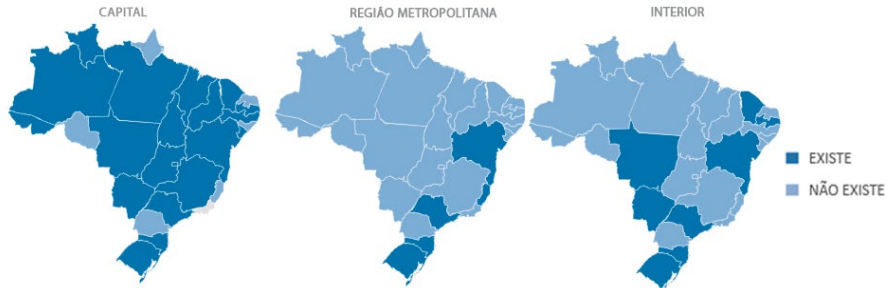 CAPITAL
REGIÃO METROPOLITANA
INTERIOR
EXISTE
NÃO EXISTE